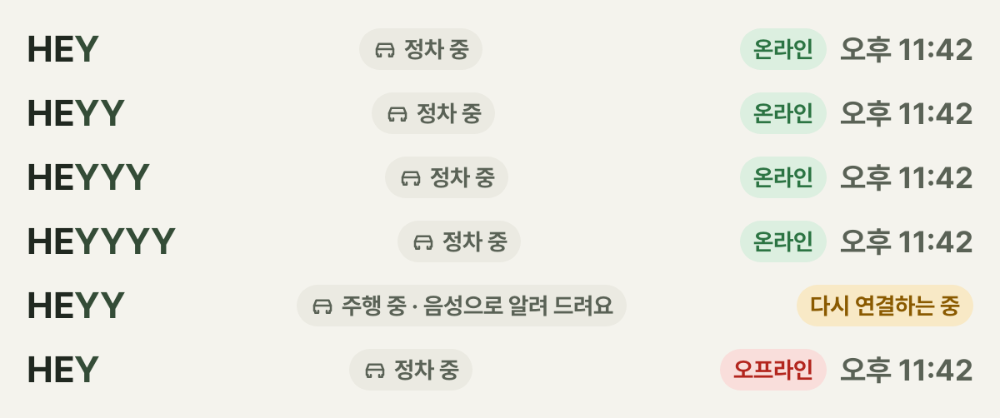 HEY 정차 중 온라인 오후 11:42
HEYY 정차 중 온라인 오후 11:42
HEYYY 정차 중 온라인 오후 11:42
HEYYYY 정차 중 온라인 오후 11:42
HEYY 주행 중 · 음성으로 알려 드려요 다시 연결하는 중
HEY 정차 중 오프라인 오후 11:42